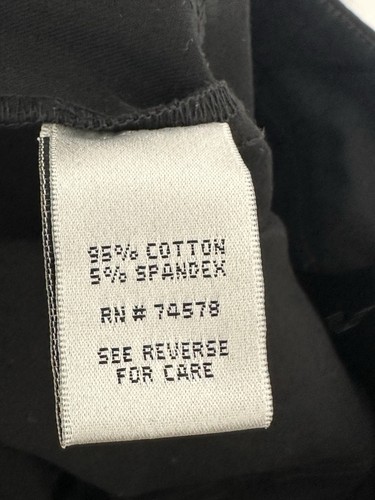 95% COTTON
5% SPANDEX
RN # 74578
SEE REVERSE
FOR CARE